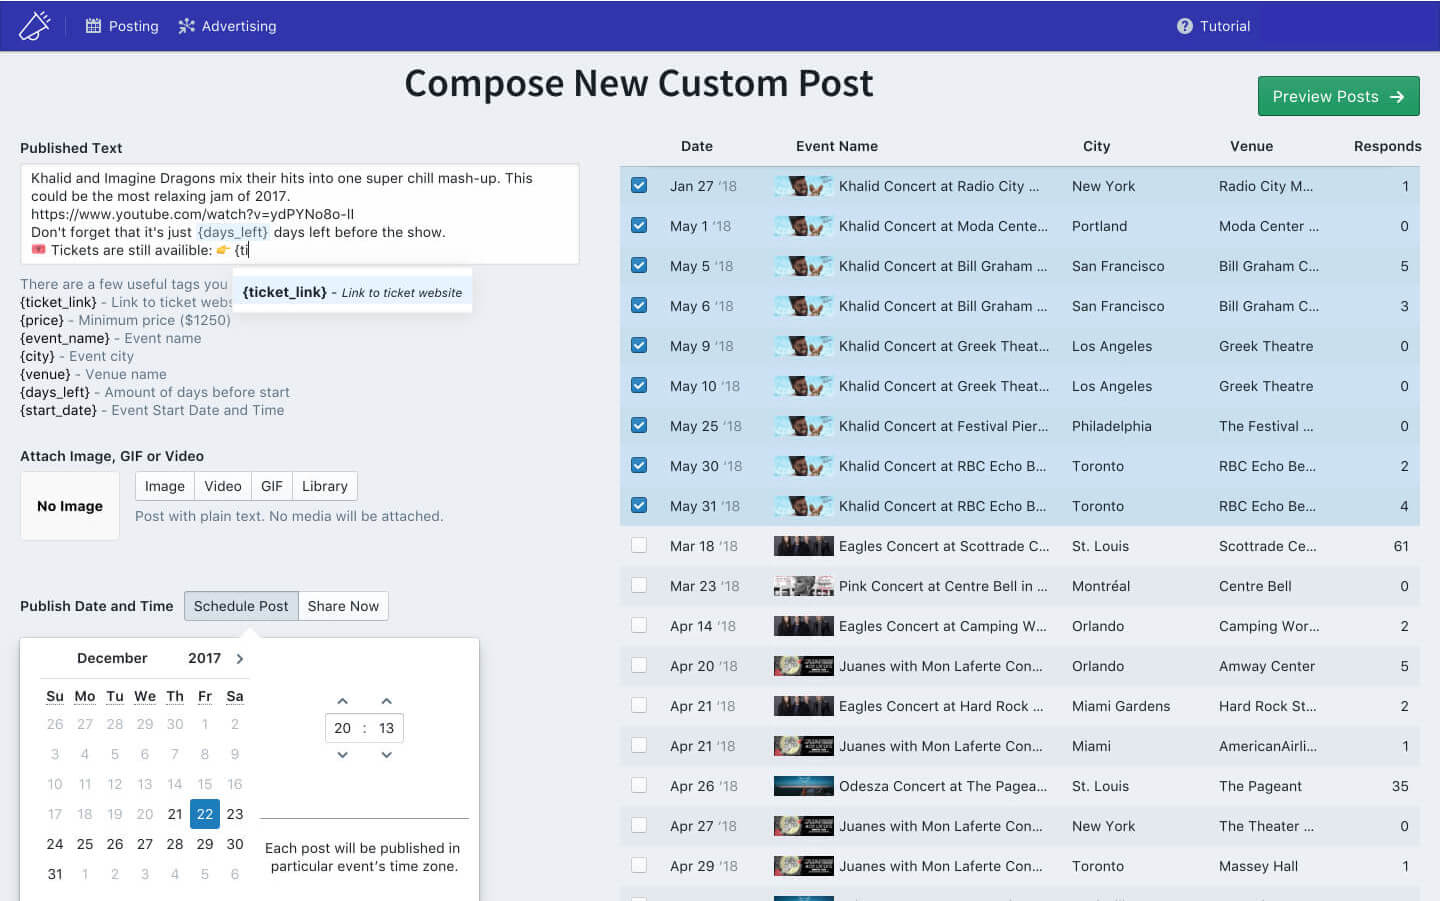 Posting Advertising Tutorial
Compose New Custom Post
Preview Posts
Published Text
Khalid and Imagine Dragons mix their hits into one super chill mash-up. This
could be the most relaxing jam of 2017.
https://www.youtube.com/watch?v=ydPYNo8o-lI
Don't forget that it's just {days_left} days left before the show.
Tickets are still availible: 👉 {ti
{ticket_link} - Link to ticket website
There are a few useful tags you
{ticket_link} - Link to ticket webs
{price} - Minimum price ($1250)
{event_name} - Event name
{city} - Event city
{venue} - Venue name
{days_left} - Amount of days before start
{start_date} - Event Start Date and Time
Attach Image, GIF or Video
No Image
Image Video GIF Library
Post with plain text. No media will be attached.
Publish Date and Time Schedule Post Share Now
December 2017
Su Mo Tu We Th Fr Sa
26 27 28 29 30 1 2
3 4 5 6 7 8 9
10 11 12 13 14 15 16
17 18 19 20 21 22 23
24 25 26 27 28 29 30
31 1 2 3 4 5 6
20 : 13
Each post will be published in
particular event's time zone.
Date Event Name City Venue Responds
Jan 27 '18 Khalid Concert at Radio City ... New York Radio City M... 1
May 1 '18 Khalid Concert at Moda Cente... Portland Moda Center ... 0
May 5 '18 Khalid Concert at Bill Graham ... San Francisco Bill Graham C... 5
May 6 '18 Khalid Concert at Bill Graham ... San Francisco Bill Graham C... 3
May 9 '18 Khalid Concert at Greek Theat... Los Angeles Greek Theatre 0
May 10 '18 Khalid Concert at Greek Theat... Los Angeles Greek Theatre 0
May 25 '18 Khalid Concert at Festival Pier... Philadelphia The Festival ... 0
May 30 '18 Khalid Concert at RBC Echo B... Toronto RBC Echo Be... 2
May 31 '18 Khalid Concert at RBC Echo B... Toronto RBC Echo Be... 4
Mar 18 '18 Eagles Concert at Scottrade C... St. Louis Scottrade Ce... 61
Mar 23 '18 Pink Concert at Centre Bell in ... Montréal Centre Bell 0
Apr 14 '18 Eagles Concert at Camping W... Orlando Camping Wor... 2
Apr 20 '18 Juanes with Mon Laferte Con... Orlando Amway Center 5
Apr 21 '18 Eagles Concert at Hard Rock ... Miami Gardens Hard Rock St... 2
Apr 21 '18 Juanes with Mon Laferte Con... Miami AmericanAirli... 1
Apr 26 '18 Odesza Concert at The Pagea... St. Louis The Pageant 35
Apr 27 '18 Juanes with Mon Laferte Con... New York The Theater ... 0
Apr 29 '18 Juanes with Mon Laferte Con... Toronto Massey Hall 1